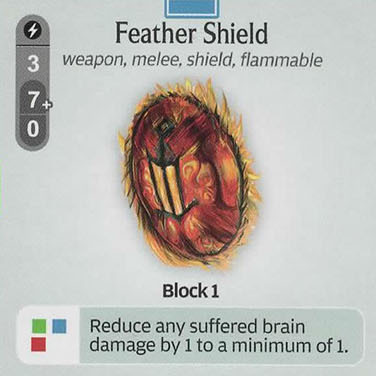 Feather Shield
weapon, melee, shield, flammable
3
7+
0
Block 1
Reduce any suffered brain
damage by 1 to a minimum of 1.